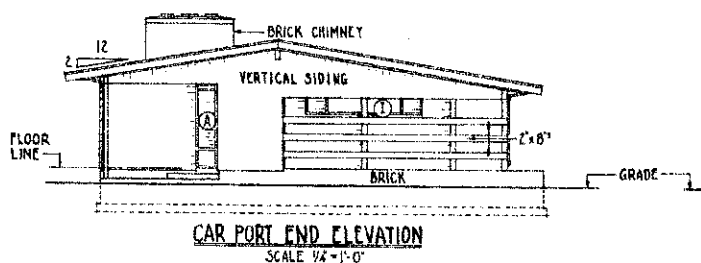 BRICK CHIMNEY
12
2
VERTICAL SIDING
A
I
FLOOR
LINE
2"x8"s
BRICK
GRADE
CAR PORT END ELEVATION
SCALE 1/4"=1'-0"